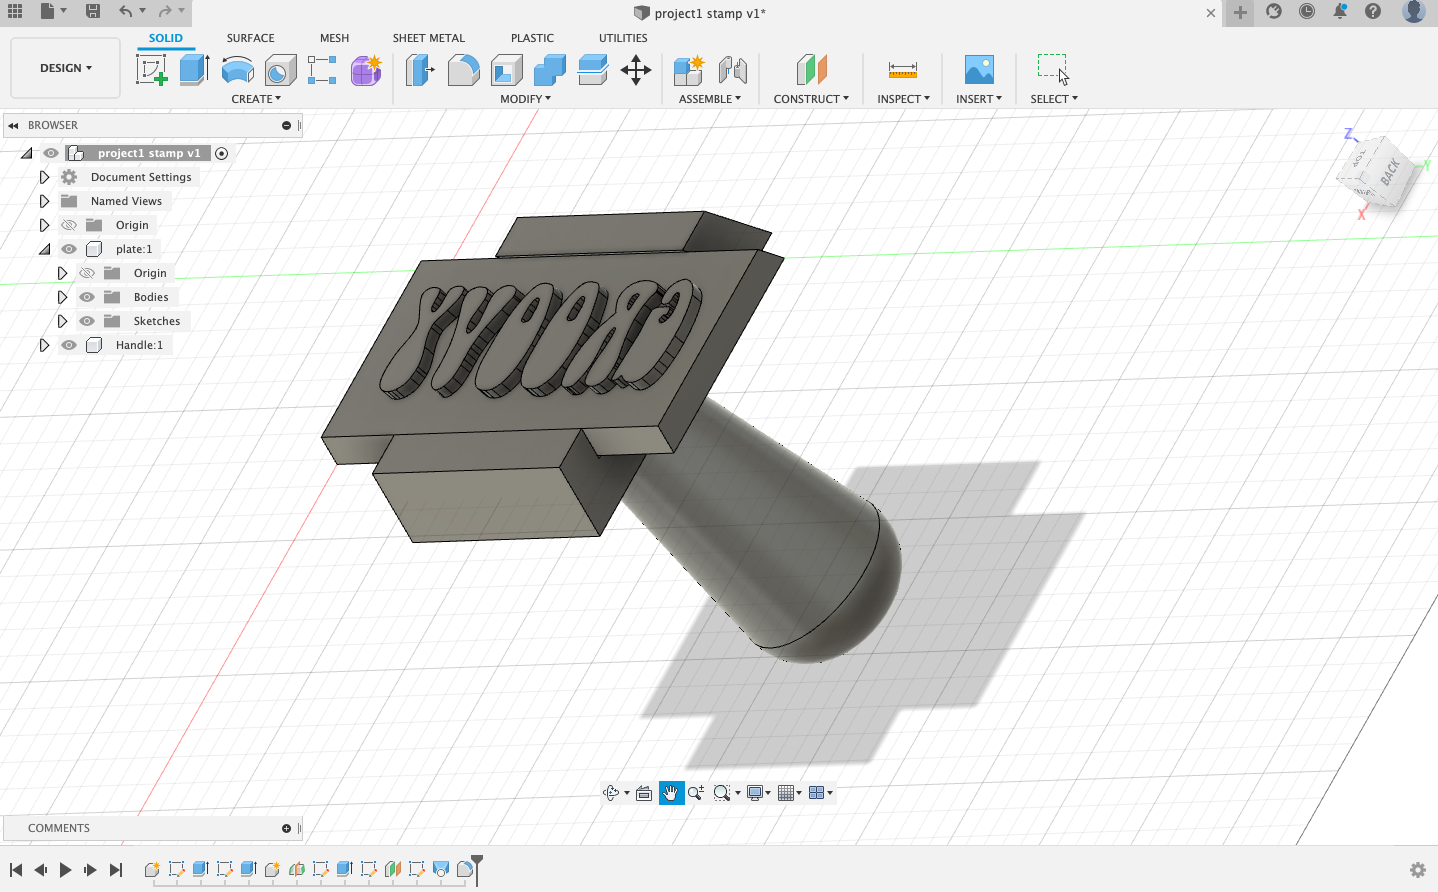 project1 stamp v1*
DESIGN
SOLID SURFACE MESH SHEET METAL PLASTIC UTILITIES
CREATE MODIFY ASSEMBLE CONSTRUCT INSPECT INSERT SELECT
BROWSER
project1 stamp v1
Document Settings
Named Views
Origin
plate:1
Origin
Bodies
Sketches
Handle:1
Z
Y
X
BACK
COMMENTS